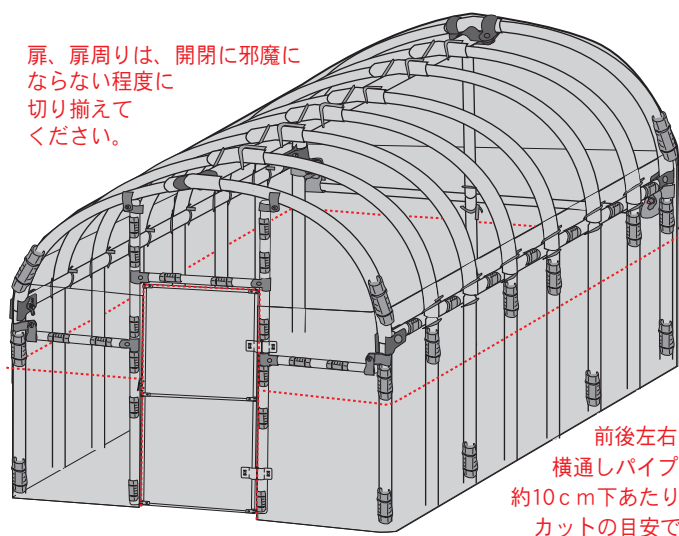 扉、扉周りは、開閉に邪魔に
ならない程度に
切り揃えて
ください。
前後左右
横通しパイプ
約10cm下あたり
カットの目安で